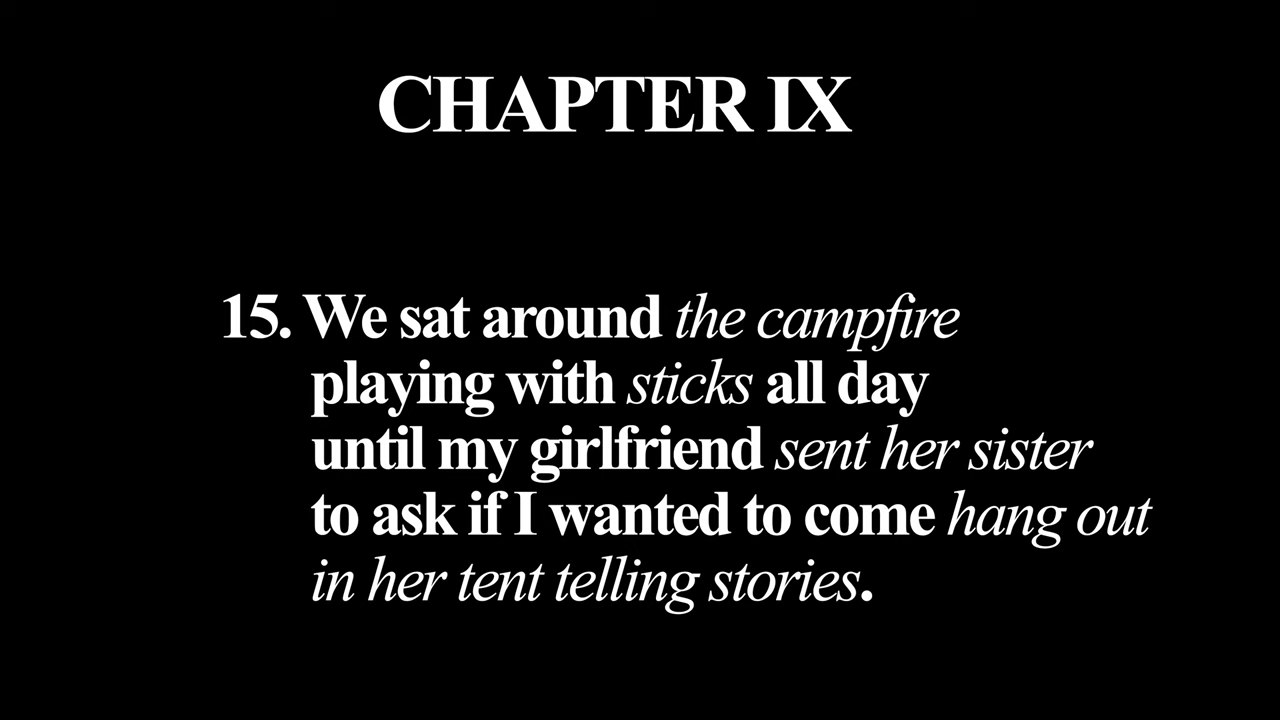 CHAPTER IX
15. We sat around the campfire
playing with sticks all day
until my girlfriend sent her sister
to ask if I wanted to come hang out
in her tent telling stories.